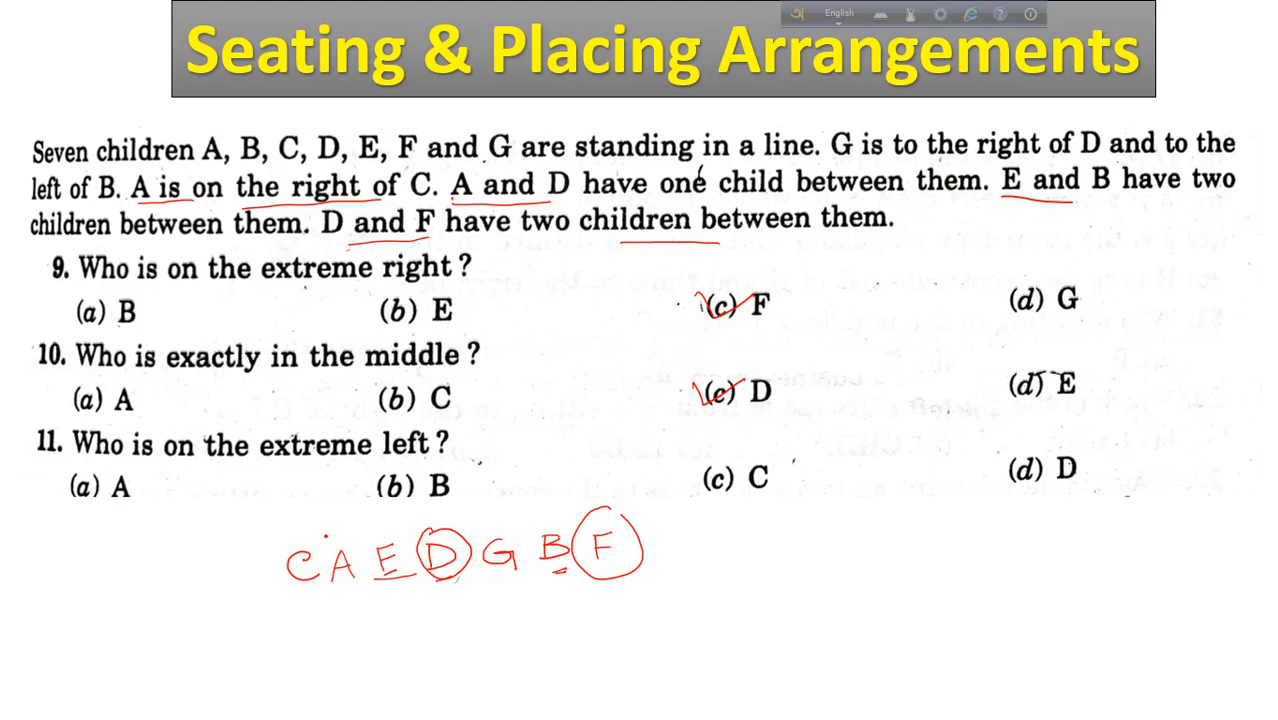 English
Seating & Placing Arrangements
Seven children A, B, C, D, E, F and G are standing in a line. G is to the right of D and to the
left of B. A is on the right of C. A and D have one child between them. E and B have two
children between them. D and F have two children between them.
9. Who is on the extreme right ?
(a) B (b) E (c) F (d) G
10. Who is exactly in the middle ?
(a) A (b) C (c) D (d) E
11. Who is on the extreme left ?
(a) A (b) B (c) C (d) D
C A E D G B F